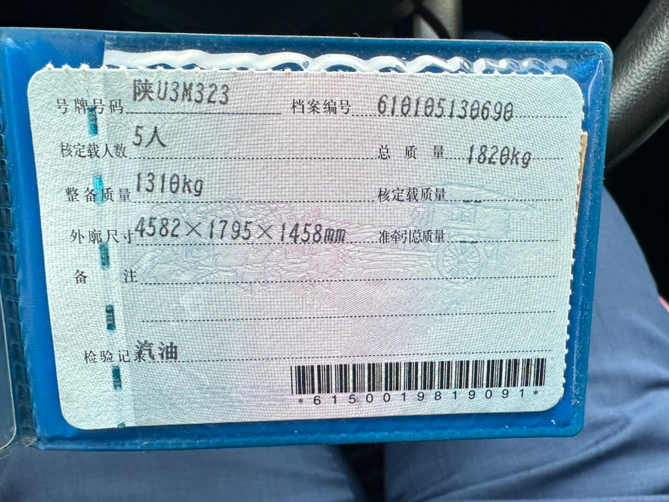 号牌号码 陕U3M323 档案编号 610105130690
核定载人数 5人 总质量 1820kg
整备质量 1310kg 核定载质量 --
外廓尺寸 4582×1795×1458mm 准牵引总质量 --
备注
检验记录 汽油
*6150019819091*